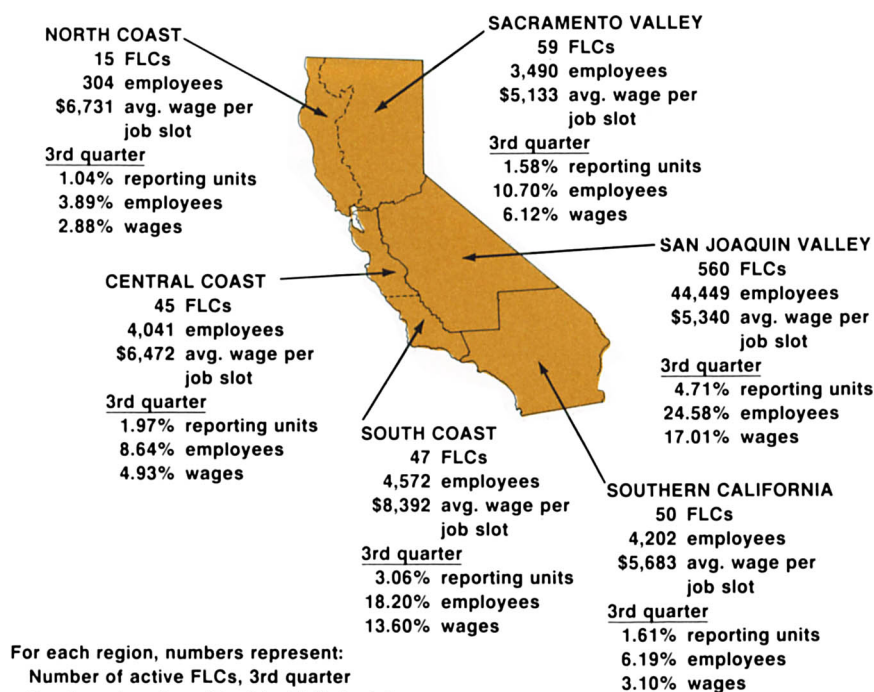 NORTH COAST
15 FLCs
304 employees
$6,731 avg. wage per
job slot
3rd quarter
1.04% reporting units
3.89% employees
2.88% wages
SACRAMENTO VALLEY
59 FLCs
3,490 employees
$5,133 avg. wage per
job slot
3rd quarter
1.58% reporting units
10.70% employees
6.12% wages
SAN JOAQUIN VALLEY
560 FLCs
44,449 employees
$5,340 avg. wage per
job slot
3rd quarter
4.71% reporting units
24.58% employees
17.01% wages
CENTRAL COAST
45 FLCs
4,041 employees
$6,472 avg. wage per
job slot
3rd quarter
1.97% reporting units
8.64% employees
4.93% wages
SOUTH COAST
47 FLCs
4,572 employees
$8,392 avg. wage per
job slot
3rd quarter
3.06% reporting units
18.20% employees
13.60% wages
SOUTHERN CALIFORNIA
50 FLCs
4,202 employees
$5,683 avg. wage per
job slot
3rd quarter
1.61% reporting units
6.19% employees
3.10% wages
For each region, numbers represent:
Number of active FLCs, 3rd quarter